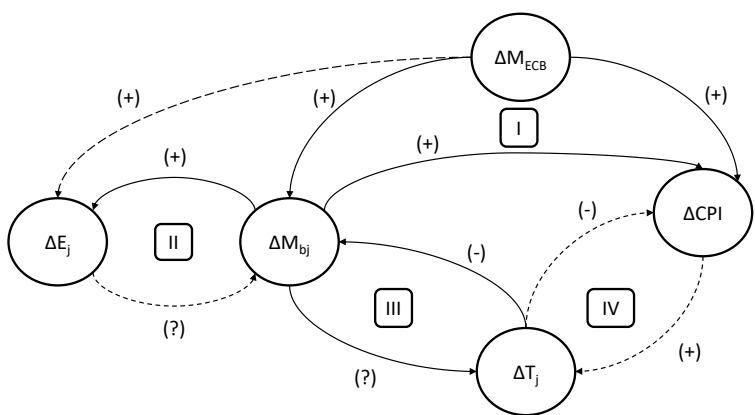 ΔM_ECB
(+)
(+)
(+)
I
(+)
(+)
ΔE_j
II
ΔM_bj
(-)
ΔCPI
(-)
III
IV
(?)
(?)
ΔT_j
(+)